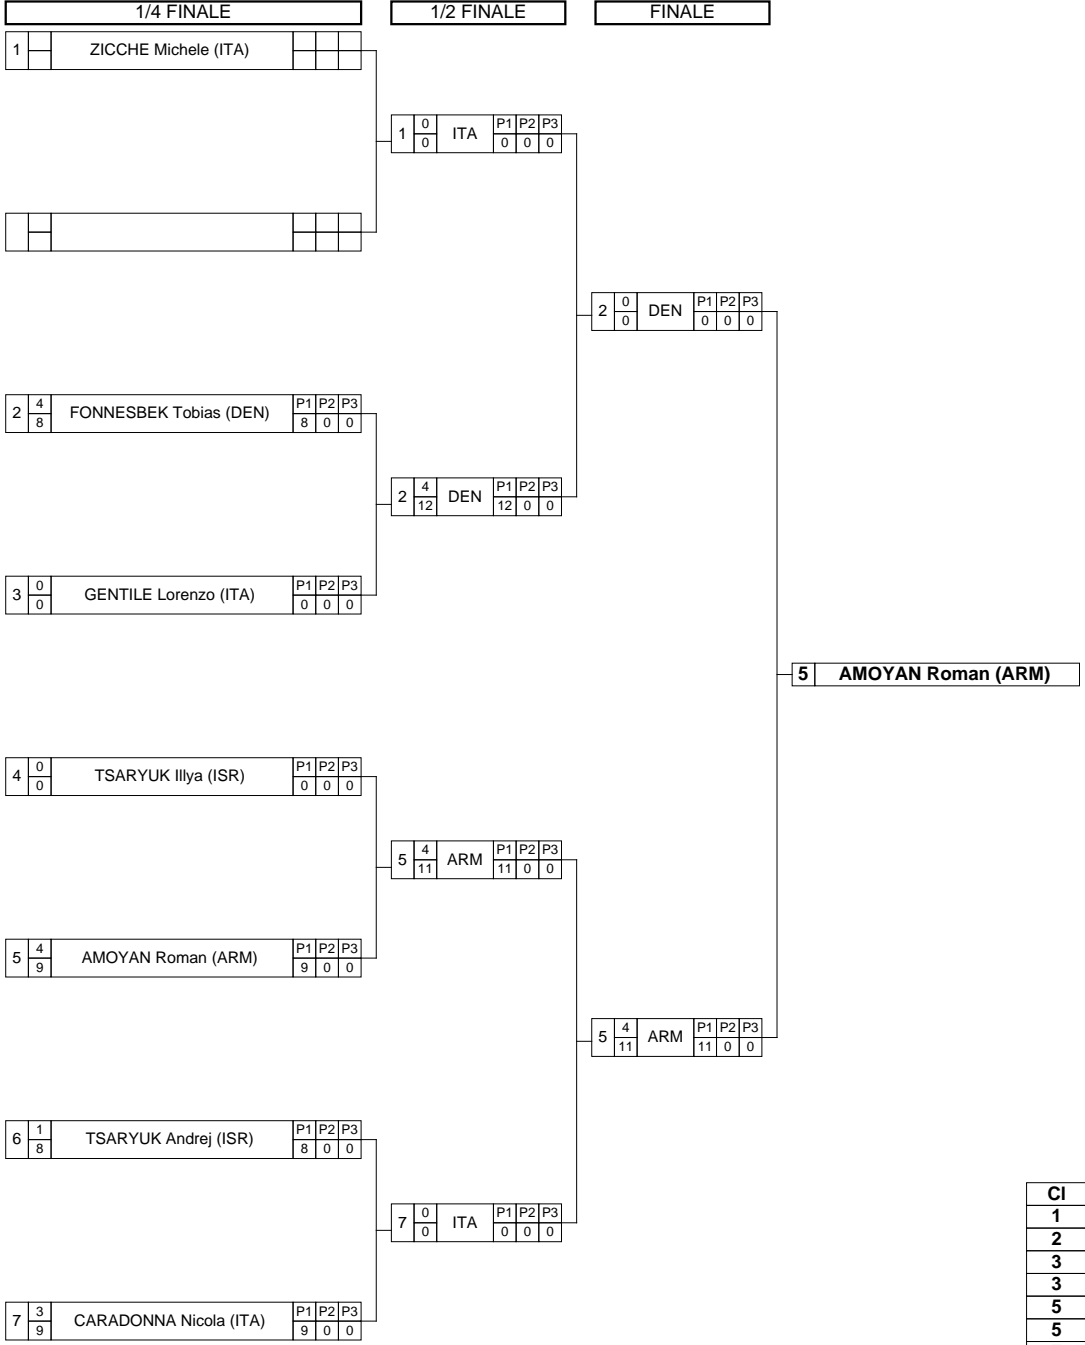 1/4 FINALE 1/2 FINALE FINALE
1 ZICCHE Michele (ITA)
1 0 0 ITA P1 P2 P3 0 0 0
2 0 0 DEN P1 P2 P3 0 0 0
2 4 8 FONNESBEK Tobias (DEN) P1 P2 P3 8 0 0
2 4 12 DEN P1 P2 P3 12 0 0
3 0 0 GENTILE Lorenzo (ITA) P1 P2 P3 0 0 0
5 AMOYAN Roman (ARM)
4 0 0 TSARYUK Illya (ISR) P1 P2 P3 0 0 0
5 4 11 ARM P1 P2 P3 11 0 0
5 4 9 AMOYAN Roman (ARM) P1 P2 P3 9 0 0
5 4 11 ARM P1 P2 P3 11 0 0
6 1 8 TSARYUK Andrej (ISR) P1 P2 P3 8 0 0
7 0 0 ITA P1 P2 P3 0 0 0
7 3 9 CARADONNA Nicola (ITA) P1 P2 P3 9 0 0
Cl
1
2
3
3
5
5